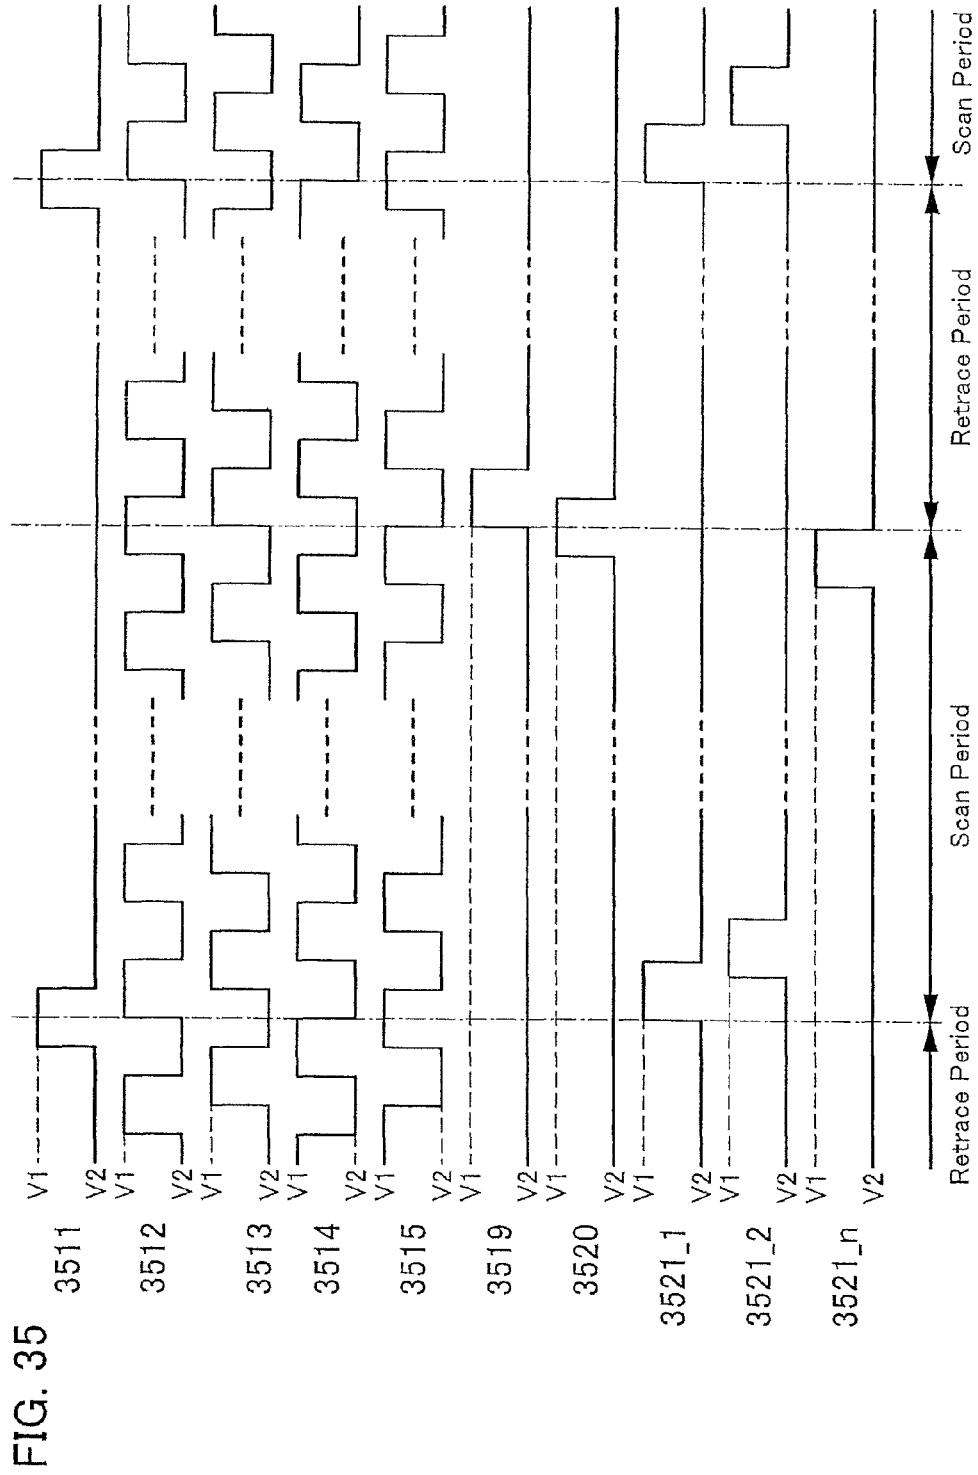 FIG. 35
3511
V1
V2
3512
V1
V2
3513
V1
V2
3514
V1
V2
3515
V1
V2
3519
V1
V2
3520
V1
V2
3521_1
V1
V2
3521_2
V1
V2
3521_n
V1
V2
Retrace Period
Scan Period
Retrace Period
Scan Period